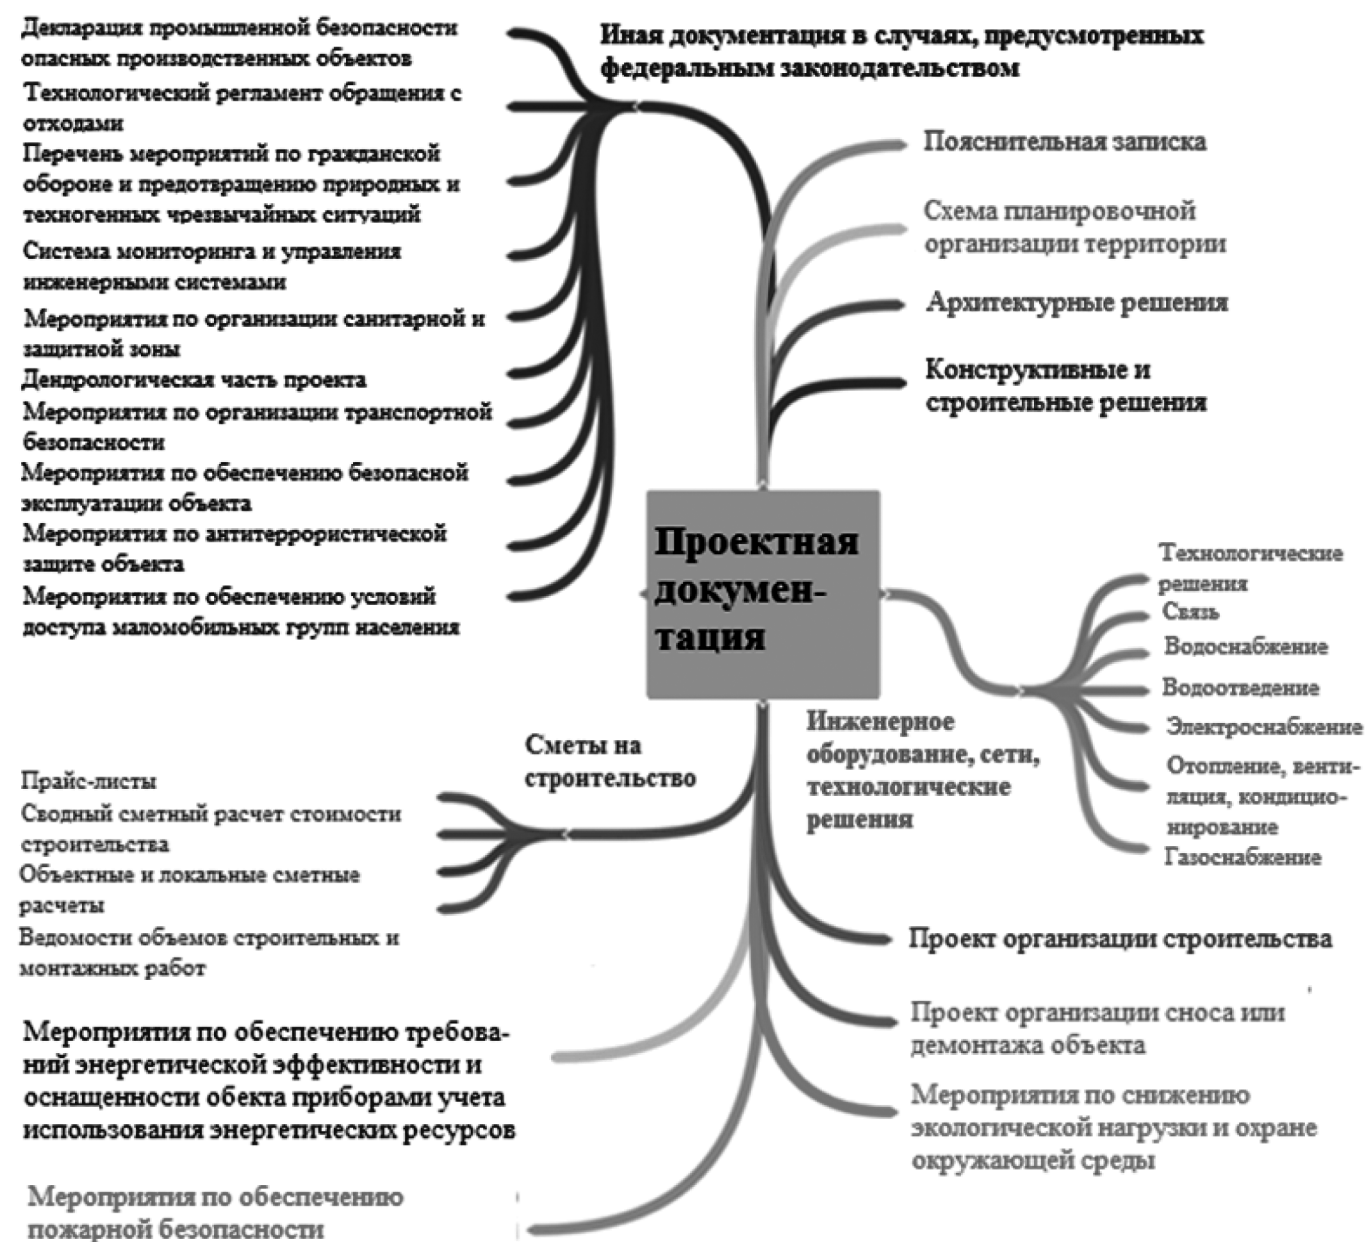 Декларация промышленной безопасности
опасных производственных объектов
Технологический регламент обращения с
отходами
Перечень мероприятий по гражданской
обороне и предотвращению природных и
техногенных чрезвычайных ситуаций
Система мониторинга и управления
инженерными системами
Мероприятия по организации санитарной и
защитной зоны
Дендрологическая часть проекта
Мероприятия по организации транспортной
безопасности
Мероприятия по обеспечению безопасной
эксплуатации объекта
Мероприятия по антитеррористической
защите объекта
Мероприятия по обеспечению условий
доступа маломобильных групп населения
Иная документация в случаях, предусмотренных
федеральным законодательством
Пояснительная записка
Схема планировочной
организации территории
Архитектурные решения
Конструктивные и
строительные решения
Проектная
докумен-
тация
Технологические
решения
Связь
Водоснабжение
Водоотведение
Электроснабжение
Отопление, венти-
ляция, кондицио-
нирование
Газоснабжение
Инженерное
оборудование, сети,
технологические
решения
Сметы на
строительство
Прайс-листы
Сводный сметный расчет стоимости
строительства
Объектные и локальные сметные
расчеты
Ведомости объемов строительных и
монтажных работ
Проект организации строительства
Проект организации сноса или
демонтажа объекта
Мероприятия по снижению
экологической нагрузки и охране
окружающей среды
Мероприятия по обеспечению требова-
ний энергетической эффективности и
оснащенности обекта приборами учета
использования энергетических ресурсов
Мероприятия по обеспечению
пожарной безопасности